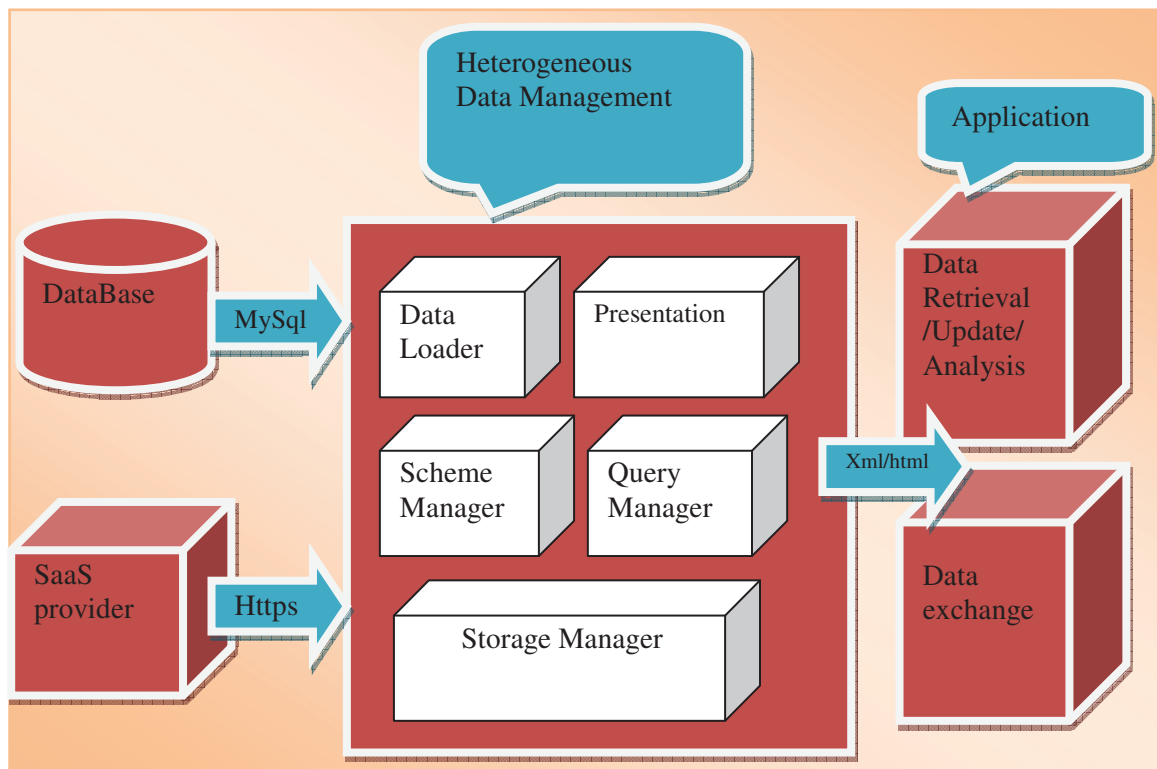 Heterogeneous
Data Management
Application
DataBase
MySql
Data
Loader
Presentation
Data
Retrieval
/Update/
Analysis
Scheme
Manager
Query
Manager
Xml/html
SaaS
provider
Https
Storage Manager
Data
exchange